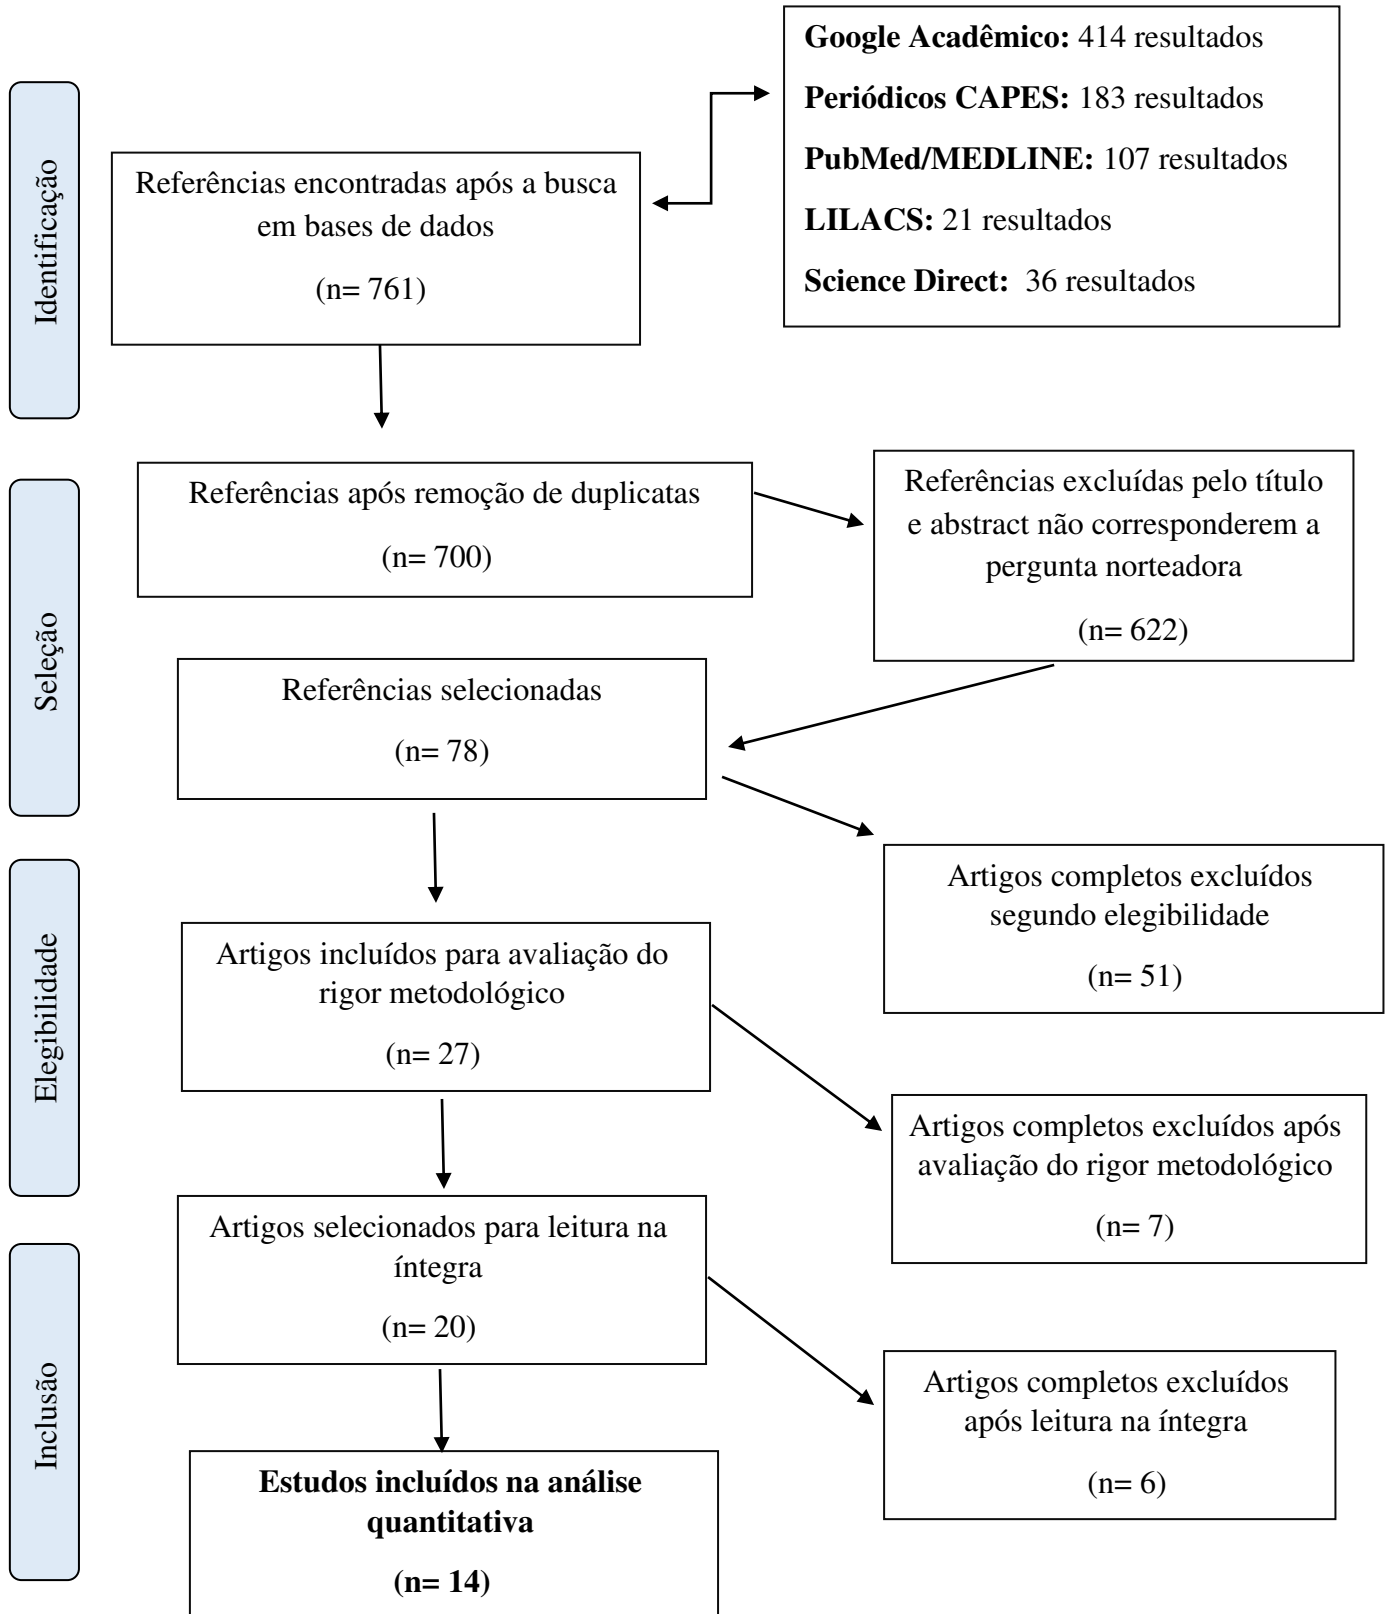 Identificação
Referências encontradas após a busca
em bases de dados
(n= 761)
Google Acadêmico: 414 resultados
Periódicos CAPES: 183 resultados
PubMed/MEDLINE: 107 resultados
LILACS: 21 resultados
Science Direct: 36 resultados
Seleção
Referências após remoção de duplicatas
(n= 700)
Referências excluídas pelo título
e abstract não corresponderem a
pergunta norteadora
(n= 622)
Referências selecionadas
(n= 78)
Artigos completos excluídos
segundo elegibilidade
(n= 51)
Elegibilidade
Artigos incluídos para avaliação do
rigor metodológico
(n= 27)
Artigos completos excluídos após
avaliação do rigor metodológico
(n= 7)
Artigos selecionados para leitura na
íntegra
(n= 20)
Inclusão
Artigos completos excluídos
após leitura na íntegra
(n= 6)
Estudos incluídos na análise
quantitativa
(n= 14)